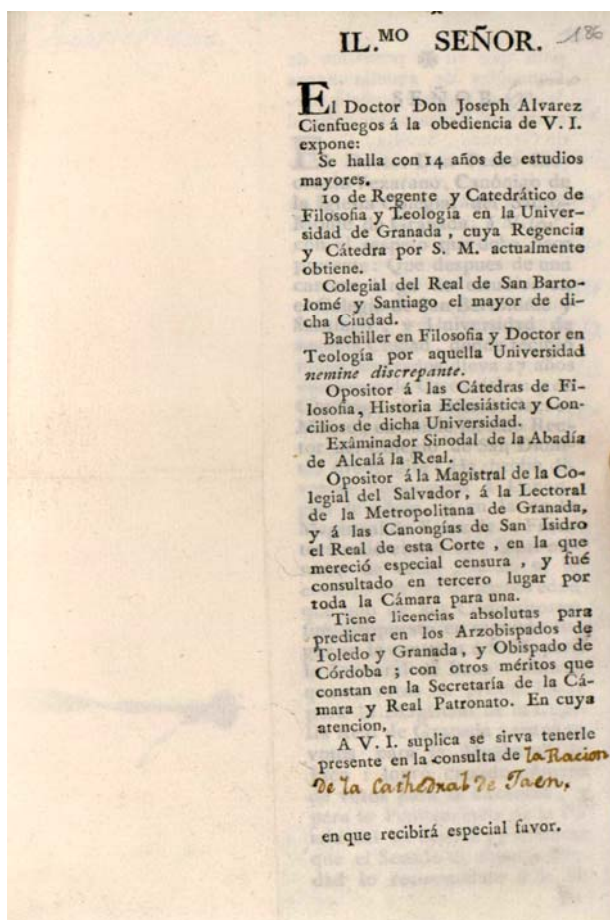 IL.MO SEÑOR. 186
El Doctor Don Joseph Alvarez
Cienfuegos á la obediencia de V. I.
expone:
Se halla con 14 años de estudios
mayores.
10 de Regente y Catedrático de
Filosofia y Teología en la Univer-
sidad de Granada , cuya Regencia
y Cátedra por S. M. actualmente
obtiene.
Colegial del Real de San Barto-
lomé y Santiago el mayor de di-
cha Ciudad.
Bachiller en Filosofia y Doctor en
Teología por aquella Universidad
nemine discrepante.
Opositor á las Cátedras de Fi-
losofia, Historia Eclesiástica y Con-
cilios de dicha Universidad.
Exâminador Sinodal de la Abadía
de Alcalá la Real.
Opositor á la Magistral de la Co-
legial del Salvador, á la Lectoral
de la Metropolitana de Granada,
y á las Canongías de San Isidro
el Real de esta Corte , en la que
mereció especial censura , y fué
consultado en tercero lugar por
toda la Cámara para una.
Tiene licencias absolutas para
predicar en los Arzobispados de
Toledo y Granada, y Obispado de
Córdoba ; con otros méritos que
constan en la Secretaría de la Cá-
mara y Real Patronato. En cuya
atencion,
A V. I. suplica se sirva tenerle
presente en la consulta de la Racion
de la Cathedral de Jaen,
en que recibirá especial favor.